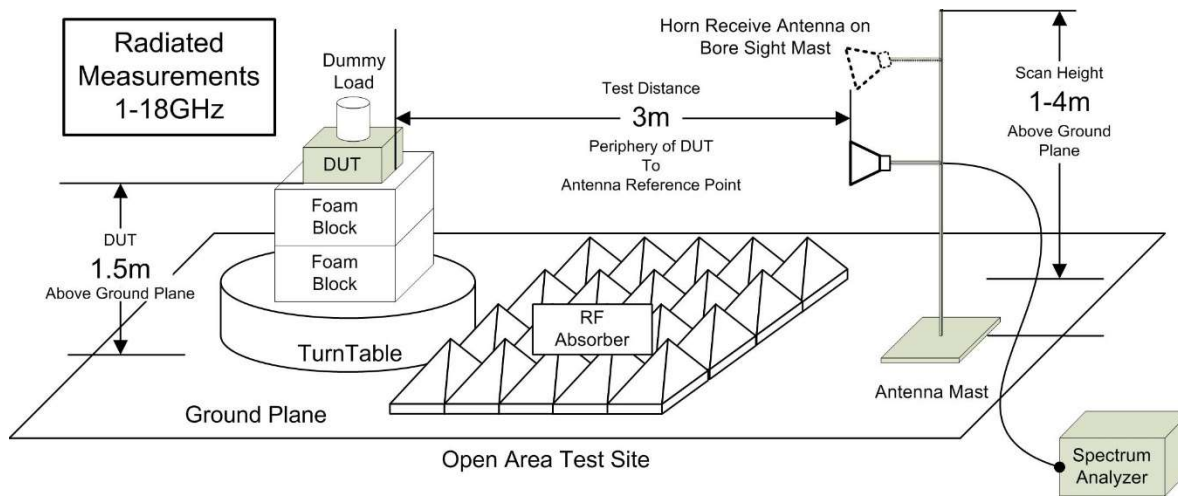 Radiated
Measurements
1-18GHz
Dummy
Load
DUT
Foam
Block
Foam
Block
TurnTable
DUT
1.5m
Above Ground Plane
Test Distance
3m
Periphery of DUT
To
Antenna Reference Point
Horn Receive Antenna on
Bore Sight Mast
Scan Height
1-4m
Above Ground
Plane
RF
Absorber
Ground Plane
Antenna Mast
Open Area Test Site
Spectrum
Analyzer